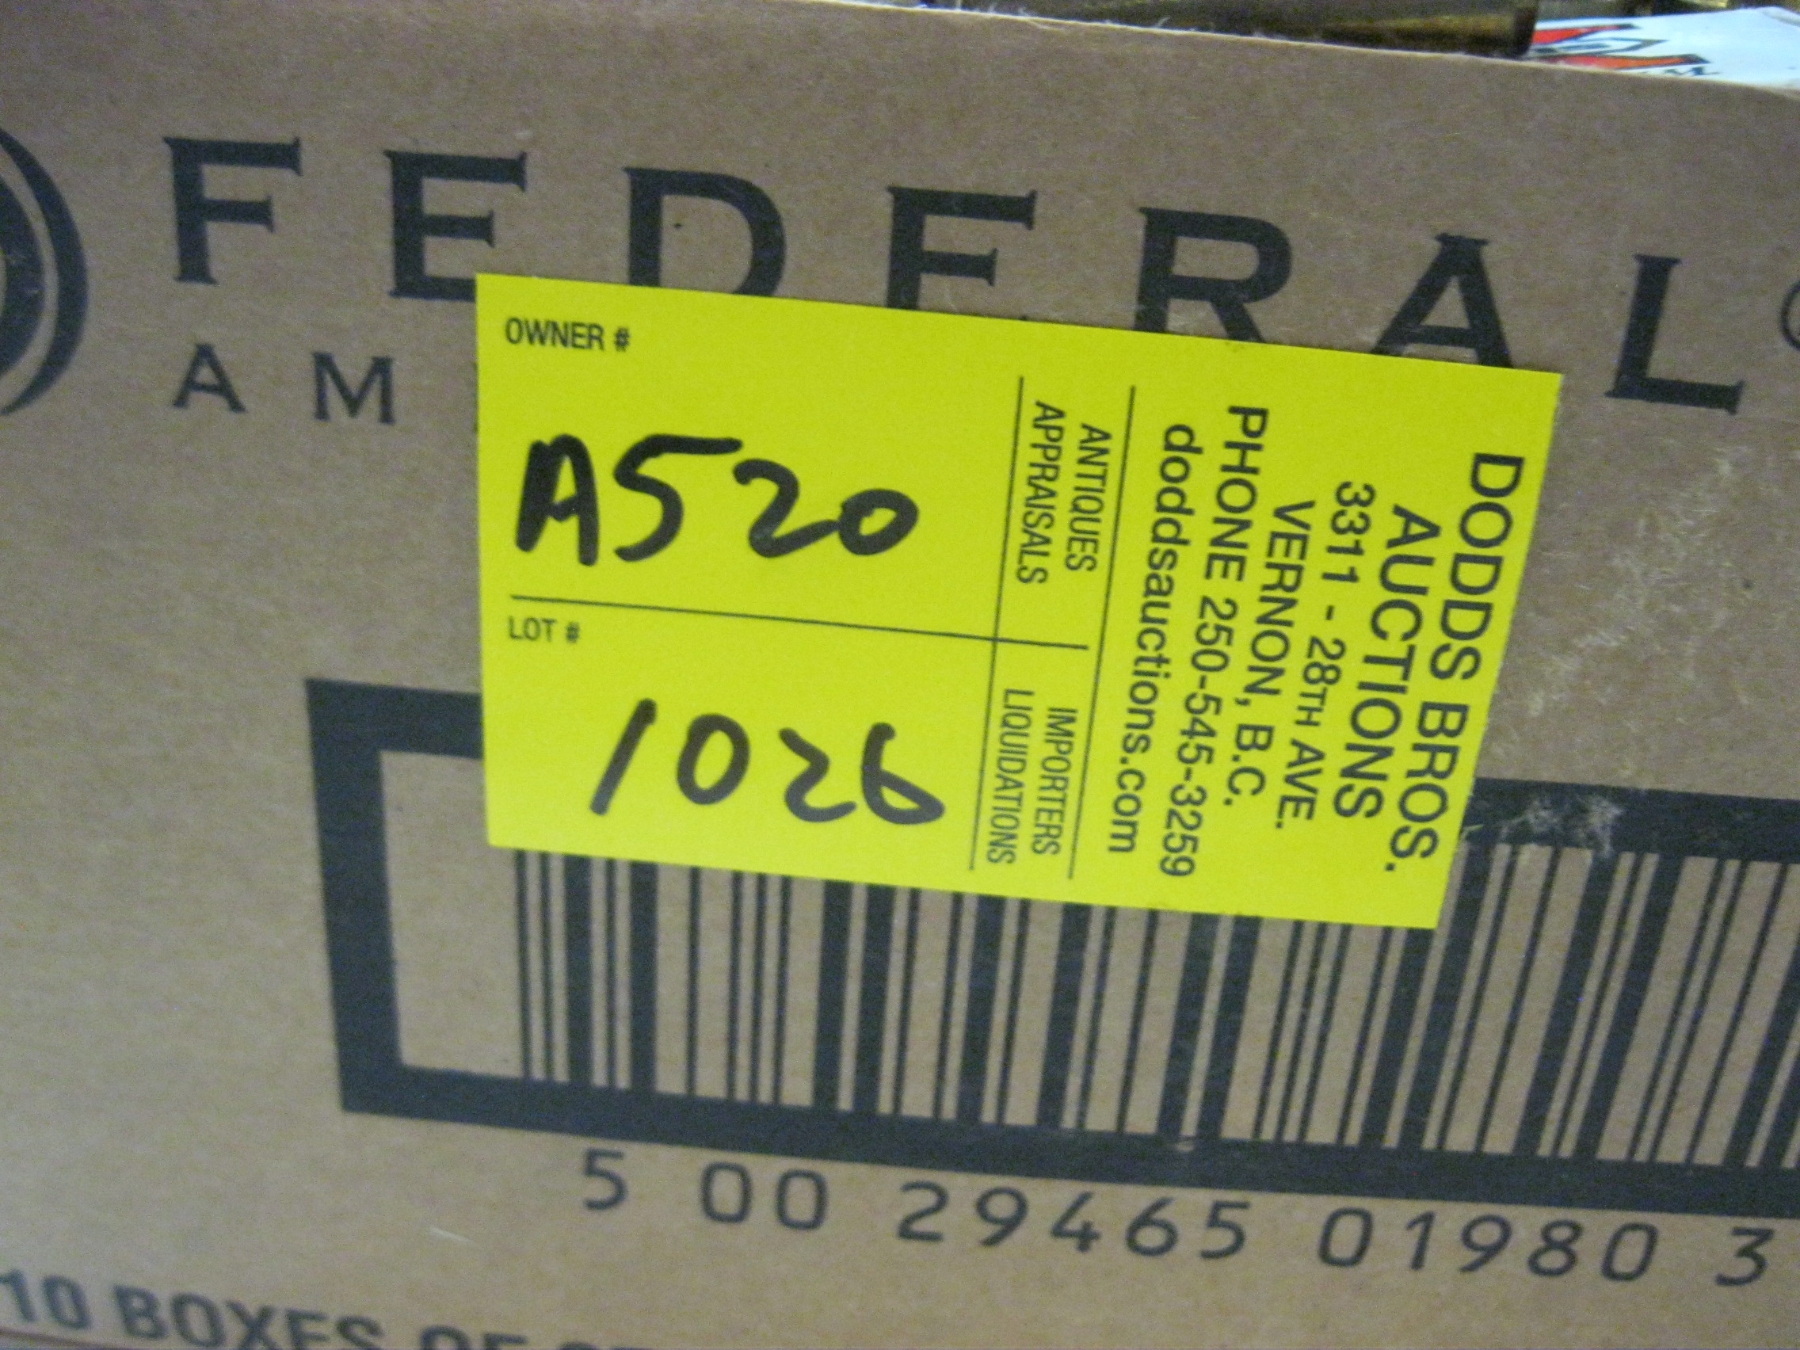 FEDERAL
AM
OWNER #
A520
LOT #
1026
ANTIQUES
APPRAISALS
IMPORTERS
LIQUIDATIONS
DODDS BROS.
AUCTIONS
3311 - 28TH AVE.
VERNON, B.C.
PHONE 250-545-3259
doddsauctions.com
5 00 29465 01980 3
10 BOXES OF